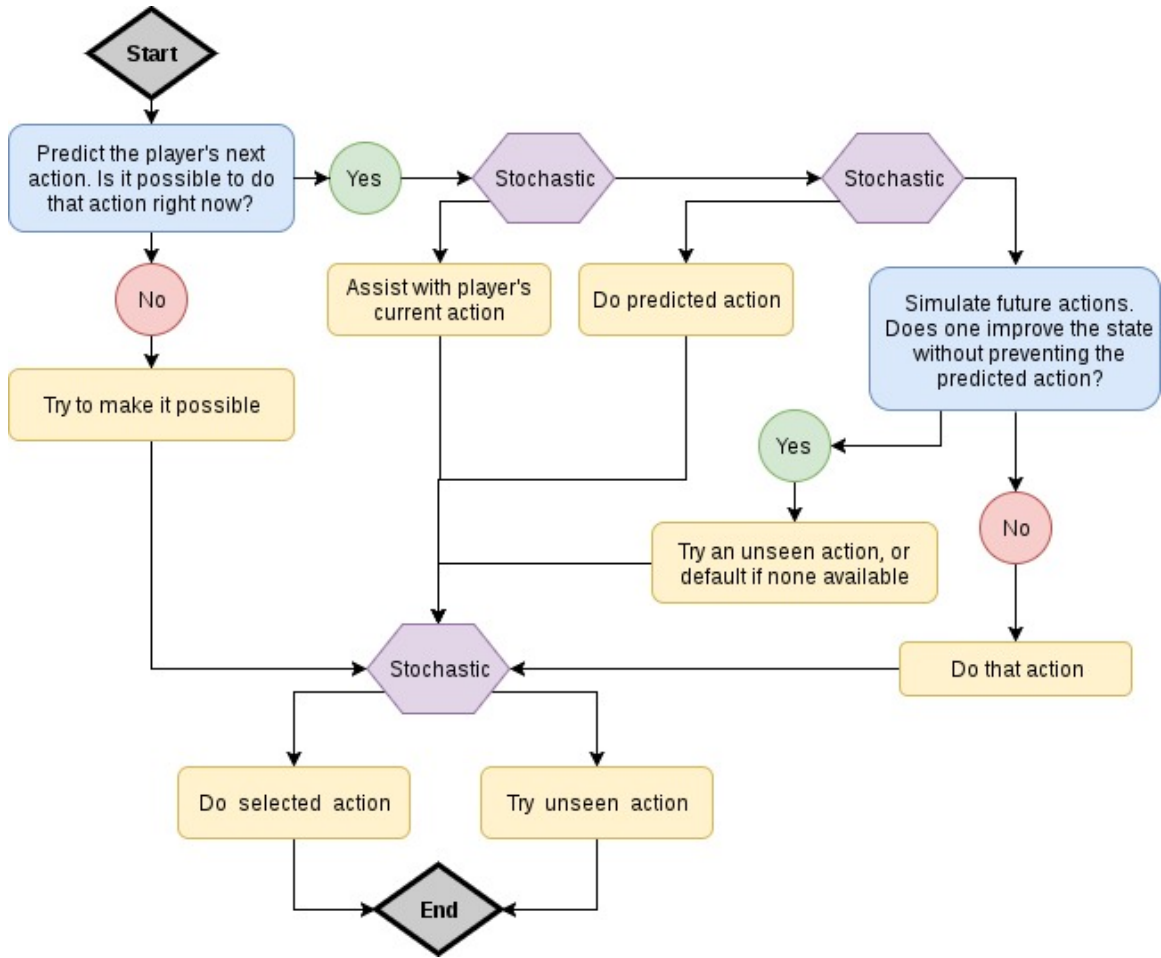 Start
Predict the player's next
action. Is it possible to do
that action right now?
Yes
Stochastic
Stochastic
No
Assist with player's
current action
Do predicted action
Simulate future actions.
Does one improve the state
without preventing the
predicted action?
Try to make it possible
Yes
No
Try an unseen action, or
default if none available
Stochastic
Do that action
Do selected action
Try unseen action
End